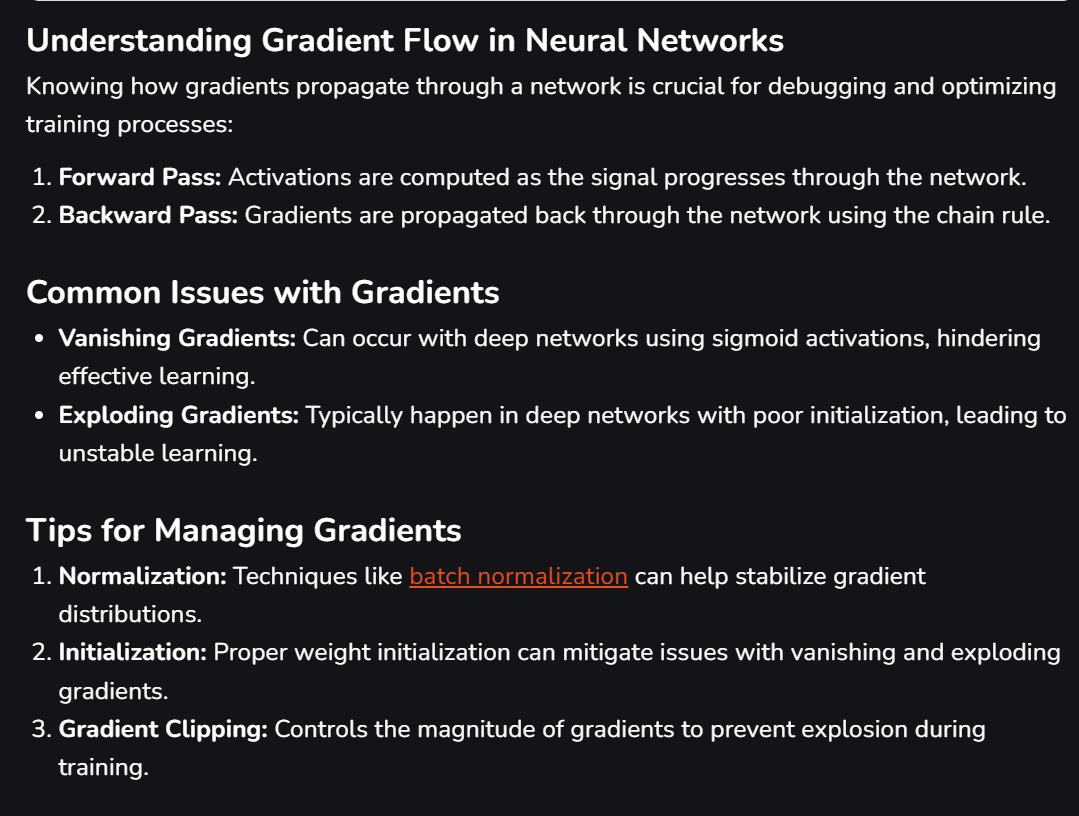 Understanding Gradient Flow in Neural Networks
Knowing how gradients propagate through a network is crucial for debugging and optimizing
training processes:
1. Forward Pass: Activations are computed as the signal progresses through the network.
2. Backward Pass: Gradients are propagated back through the network using the chain rule.
Common Issues with Gradients
• Vanishing Gradients: Can occur with deep networks using sigmoid activations, hindering
effective learning.
• Exploding Gradients: Typically happen in deep networks with poor initialization, leading to
unstable learning.
Tips for Managing Gradients
1. Normalization: Techniques like batch normalization can help stabilize gradient
distributions.
2. Initialization: Proper weight initialization can mitigate issues with vanishing and exploding
gradients.
3. Gradient Clipping: Controls the magnitude of gradients to prevent explosion during
training.